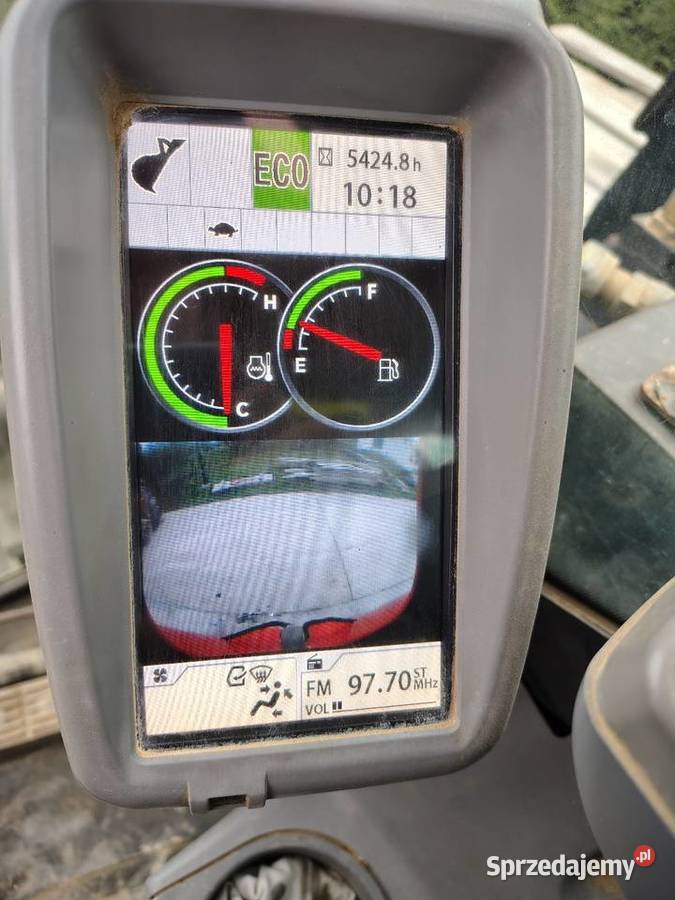 ECO 5424.8h
10:18
H F
C E
FM 97.70 ST MHz
VOL
Sprzedajemy.pl